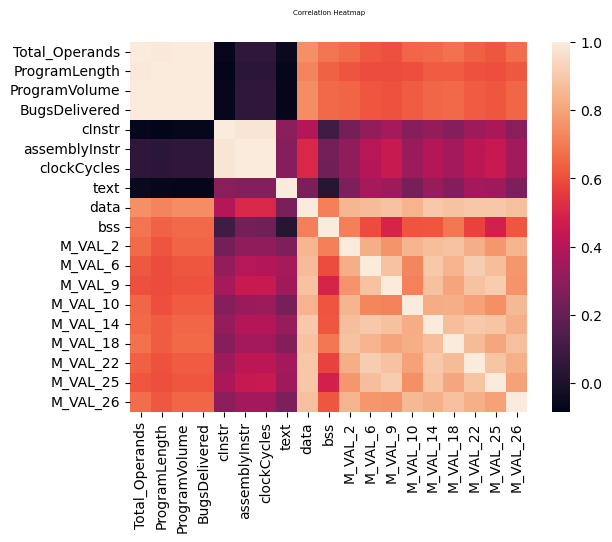 Correlation Heatmap
Total_Operands
ProgramLength
ProgramVolume
BugsDelivered
cInstr
assemblyInstr
clockCycles
text
data
bss
M_VAL_2
M_VAL_6
M_VAL_9
M_VAL_10
M_VAL_14
M_VAL_18
M_VAL_22
M_VAL_25
M_VAL_26
Total_Operands
ProgramLength
ProgramVolume
BugsDelivered
cInstr
assemblyInstr
clockCycles
text
data
bss
M_VAL_2
M_VAL_6
M_VAL_9
M_VAL_10
M_VAL_14
M_VAL_18
M_VAL_22
M_VAL_25
M_VAL_26
1.0
0.8
0.6
0.4
0.2
0.0